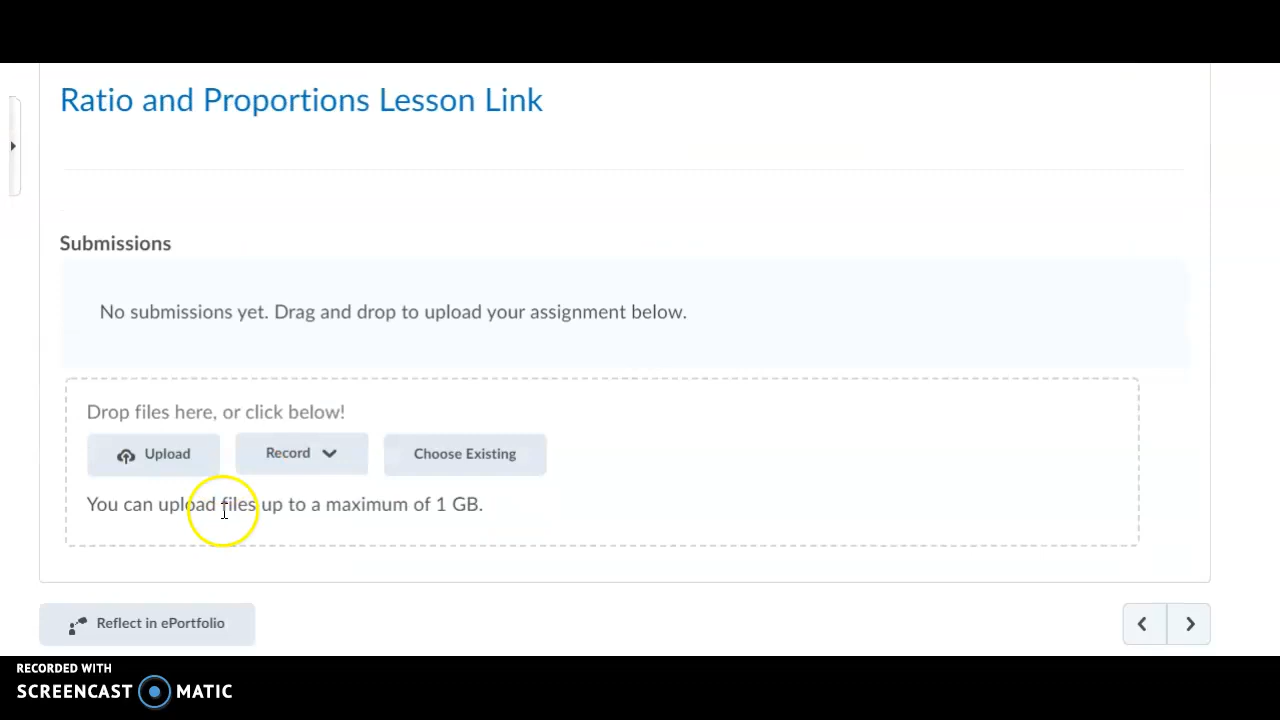 Ratio and Proportions Lesson Link
Submissions
No submissions yet. Drag and drop to upload your assignment below.
Drop files here, or click below!
Upload
Record
Choose Existing
You can upload files up to a maximum of 1 GB.
Reflect in ePortfolio
RECORDED WITH
SCREENCAST MATIC